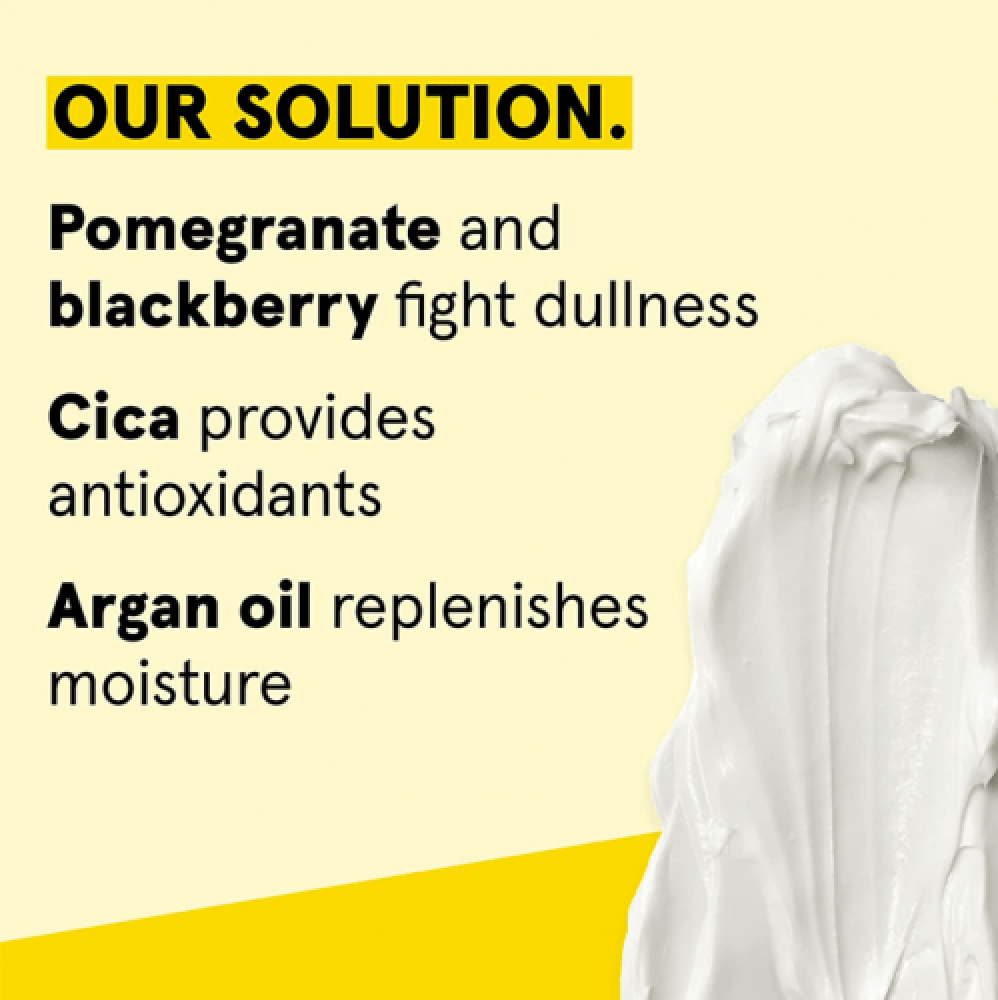 OUR SOLUTION.
Pomegranate and
blackberry fight dullness
Cica provides
antioxidants
Argan oil replenishes
moisture